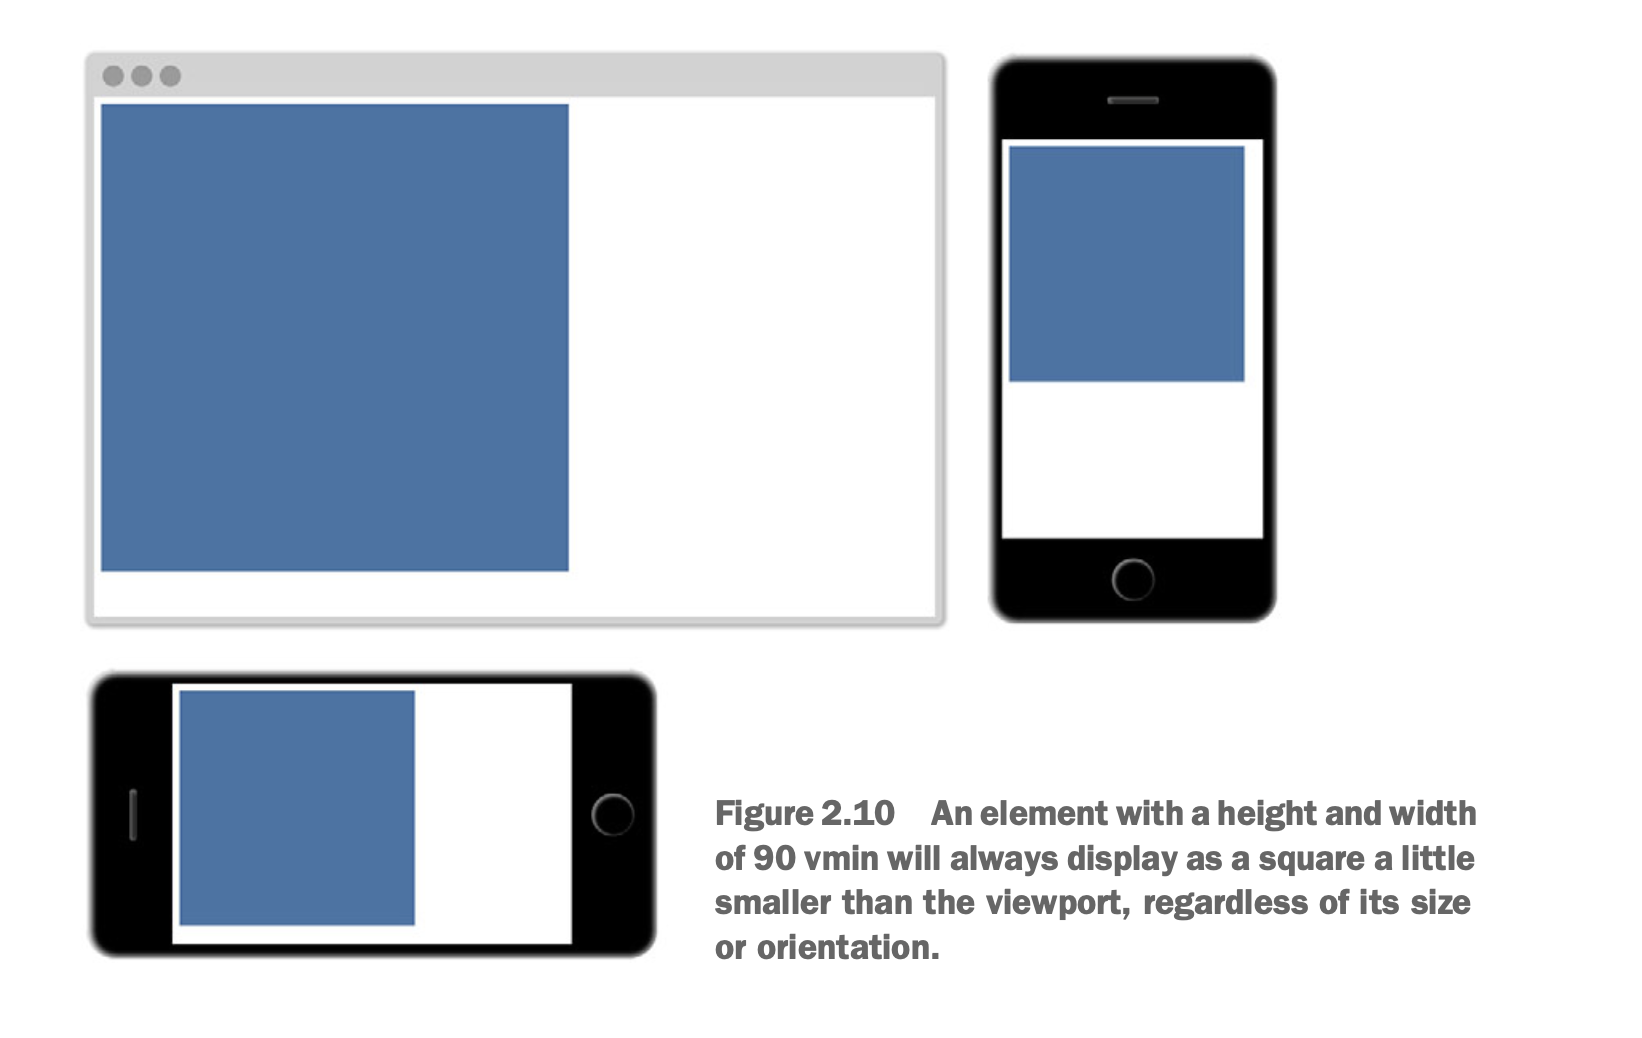 Figure 2.10 An element with a height and width
of 90 vmin will always display as a square a little
smaller than the viewport, regardless of its size
or orientation.